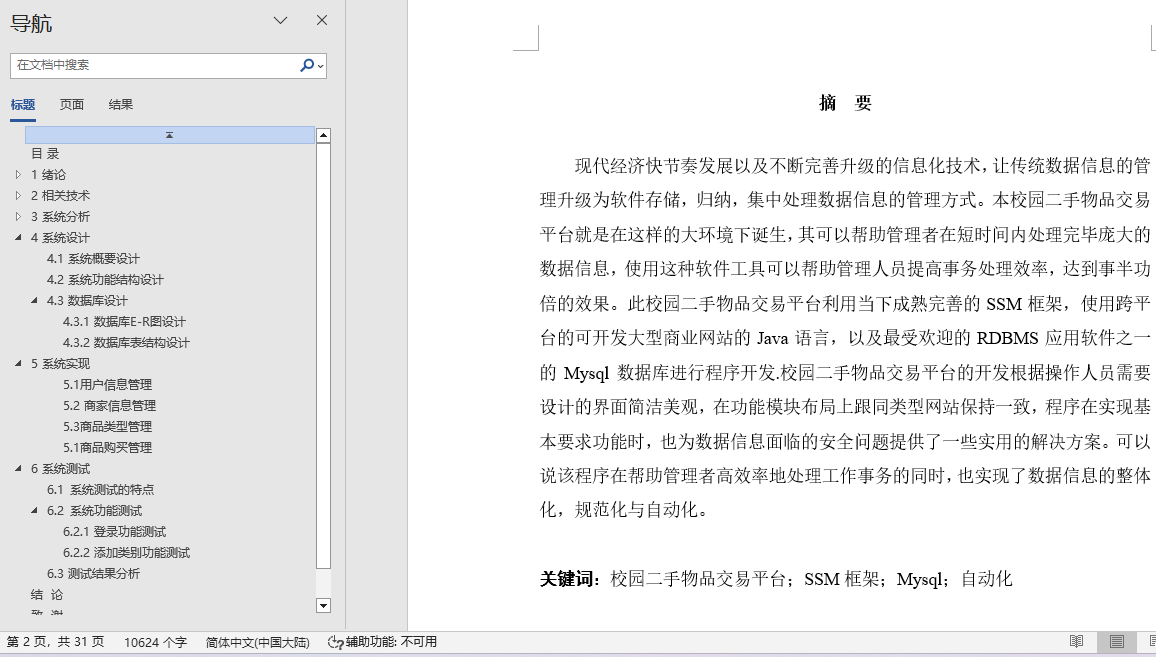 导航
在文档中搜索
标题 页面 结果
目 录
1 绪论
2 相关技术
3 系统分析
4 系统设计
4.1 系统概要设计
4.2 系统功能结构设计
4.3 数据库设计
4.3.1 数据库E-R图设计
4.3.2 数据库表结构设计
5 系统实现
5.1用户信息管理
5.2 商家信息管理
5.3商品类型管理
5.1商品购买管理
6 系统测试
6.1 系统测试的特点
6.2 系统功能测试
6.2.1 登录功能测试
6.2.2 添加类别功能测试
6.3 测试结果分析
结 论
致 谢
摘 要
现代经济快节奏发展以及不断完善升级的信息化技术，让传统数据信息的管
理升级为软件存储，归纳，集中处理数据信息的管理方式。本校园二手物品交易
平台就是在这样的大环境下诞生，其可以帮助管理者在短时间内处理完毕庞大的
数据信息，使用这种软件工具可以帮助管理人员提高事务处理效率，达到事半功
倍的效果。此校园二手物品交易平台利用当下成熟完善的 SSM 框架，使用跨平
台的可开发大型商业网站的 Java 语言，以及最受欢迎的 RDBMS 应用软件之一
的 Mysql 数据库进行程序开发.校园二手物品交易平台的开发根据操作人员需要
设计的界面简洁美观，在功能模块布局上跟同类型网站保持一致，程序在实现基
本要求功能时，也为数据信息面临的安全问题提供了一些实用的解决方案。可以
说该程序在帮助管理者高效率地处理工作事务的同时，也实现了数据信息的整体
化，规范化与自动化。
关键词：校园二手物品交易平台；SSM 框架；Mysql；自动化
第 2 页，共 31 页 10624 个字 简体中文(中国大陆) 辅助功能: 不可用